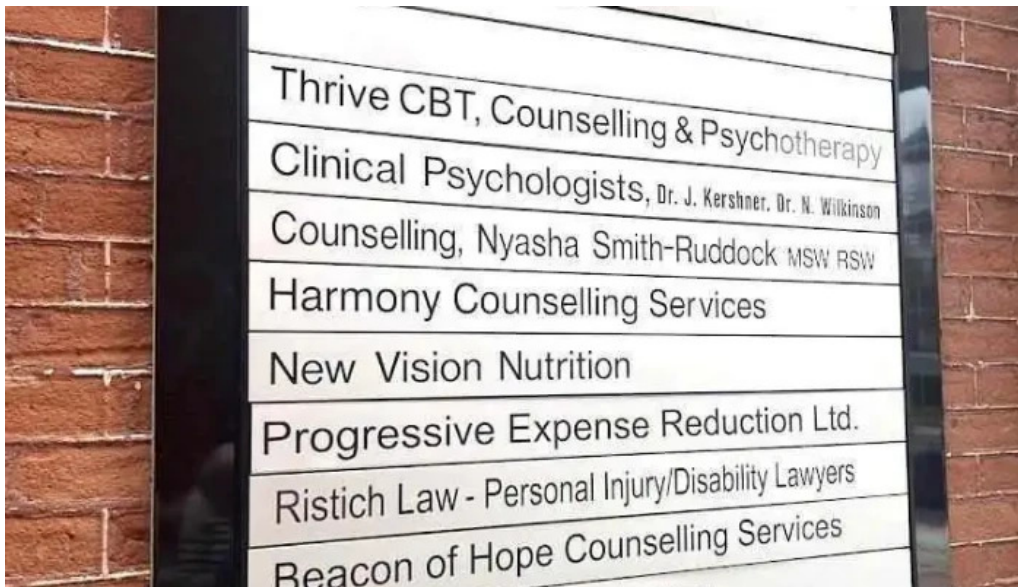 Thrive CBT, Counselling & Psychotherapy
Clinical Psychologists, Dr. J. Kershner. Dr. N. Wilkinson
Counselling, Nyasha Smith-Ruddock MSW RSW
Harmony Counselling Services
New Vision Nutrition
Progressive Expense Reduction Ltd.
Ristich Law - Personal Injury/Disability Lawyers
Beacon of Hope Counselling Services